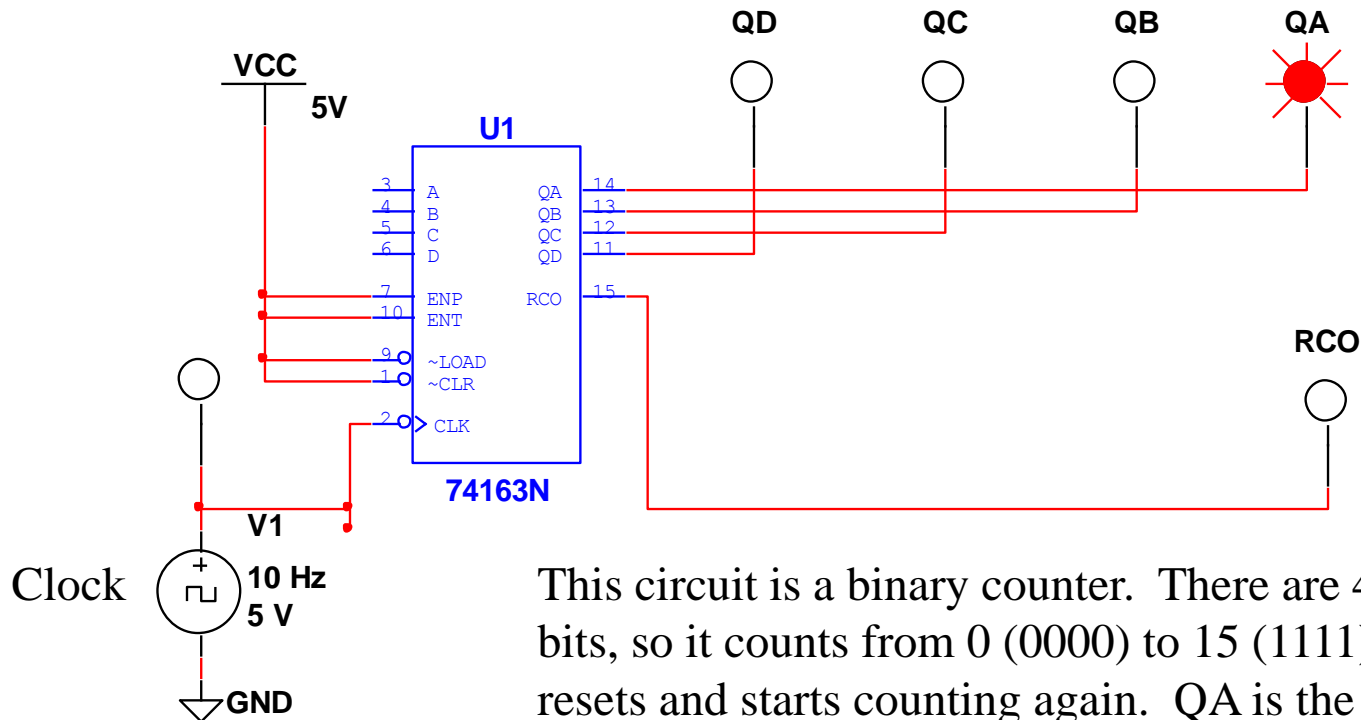 QD QC QB QA
VCC
5V
U1
3 A QA 14
4 B QB 13
5 C QC 12
6 D QD 11
7 ENP RCO 15
10 ENT
RCO
9 ~LOAD
1 ~CLR
2 CLK
74163N
V1
Clock 10 Hz
5 V
GND
This circuit is a binary counter. There are 4
bits, so it counts from 0 (0000) to 15 (1111)
resets and starts counting again. QA is the